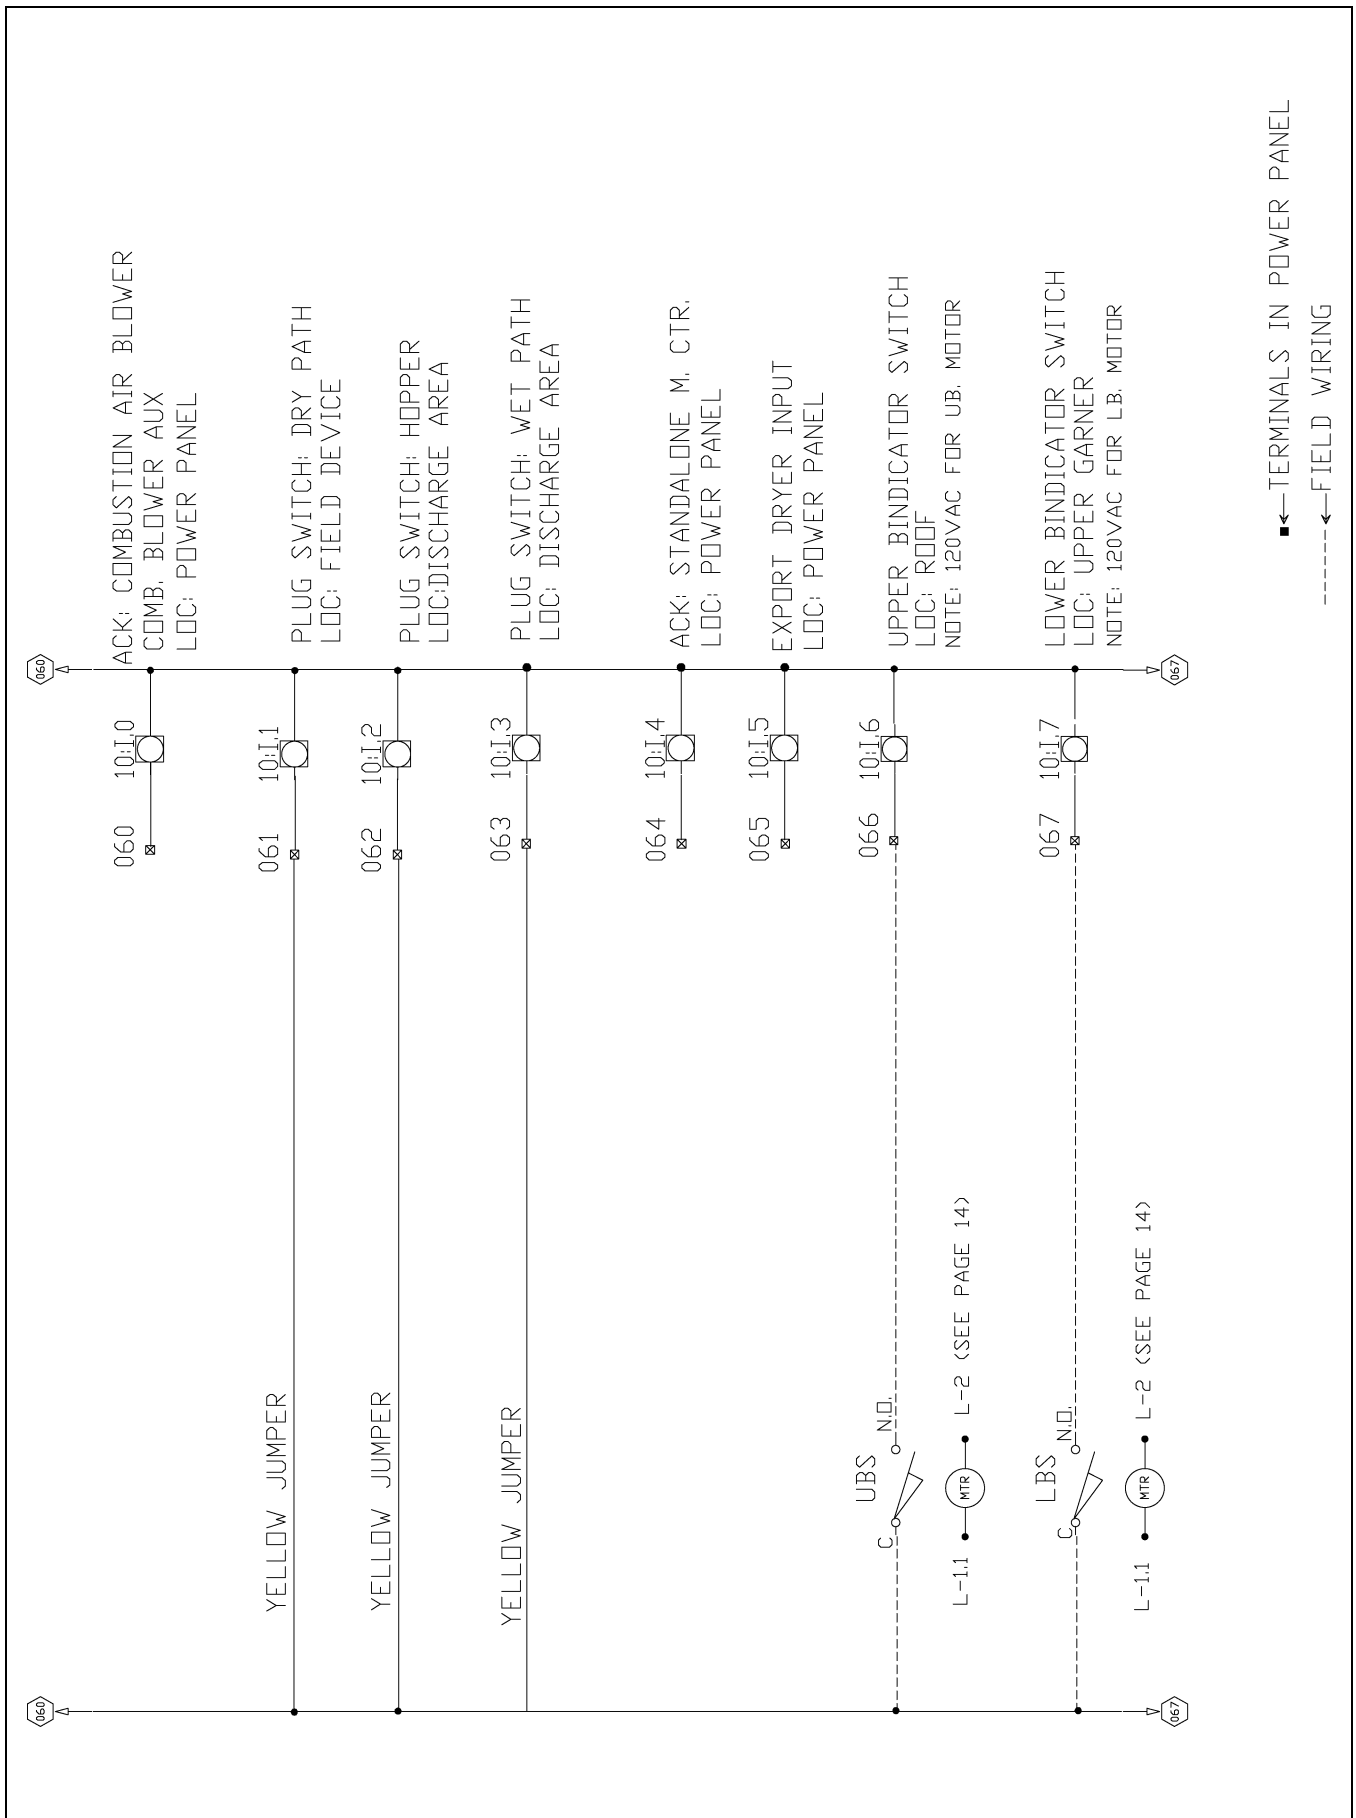 060
060
060
10:I.0
ACK: COMBUSTION AIR BLOWER
COMB. BLOWER AUX
LOC: POWER PANEL
YELLOW JUMPER
061
10:I.1
PLUG SWITCH: DRY PATH
LOC: FIELD DEVICE
YELLOW JUMPER
062
10:I.2
PLUG SWITCH: HOPPER
LOC:DISCHARGE AREA
YELLOW JUMPER
063
10:I.3
PLUG SWITCH: WET PATH
LOC: DISCHARGE AREA
064
10:I.4
ACK: STANDALONE M. CTR.
LOC: POWER PANEL
065
10:I.5
EXPORT DRYER INPUT
LOC: POWER PANEL
UBS
C
N.O.
066
10:I.6
UPPER BINDICATOR SWITCH
LOC: ROOF
NOTE: 120VAC FOR UB. MOTOR
L-1.1
MTR
L-2 (SEE PAGE 14)
LBS
C
N.O.
067
10:I.7
LOWER BINDICATOR SWITCH
LOC: UPPER GARNER
NOTE: 120VAC FOR LB. MOTOR
L-1.1
MTR
L-2 (SEE PAGE 14)
067
067
TERMINALS IN POWER PANEL
FIELD WIRING